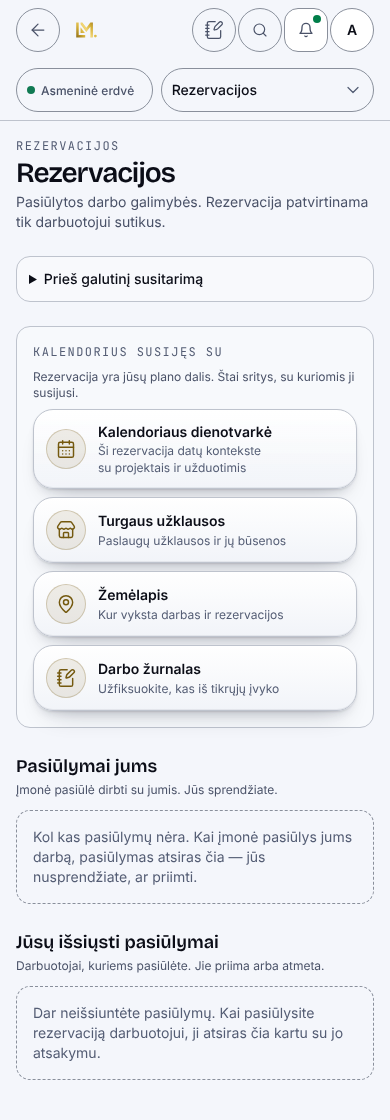 LM.
A
Asmeninė erdvė
Rezervacijos
REZERVACIJOS
Rezervacijos
Pasiūlytos darbo galimybės. Rezervacija patvirtinama
tik darbuotojui sutikus.
Prieš galutinį susitarimą
KALENDORIUS SUSIJĘS SU
Rezervacija yra jūsų plano dalis. Štai sritys, su kuriomis ji
susijusi.
Kalendoriaus dienotvarkė
Ši rezervacija datų kontekste
su projektais ir užduotimis
Turgaus užklausos
Paslaugų užklausos ir jų būsenos
Žemėlapis
Kur vyksta darbas ir rezervacijos
Darbo žurnalas
Užfiksuokite, kas iš tikrųjų įvyko
Pasiūlymai jums
Įmonė pasiūlė dirbti su jumis. Jūs sprendžiate.
Kol kas pasiūlymų nėra. Kai įmonė pasiūlys jums
darbą, pasiūlymas atsiras čia — jūs
nusprendžiate, ar priimti.
Jūsų išsiųsti pasiūlymai
Darbuotojai, kuriems pasiūlėte. Jie priima arba atmeta.
Dar neišsiuntėte pasiūlymų. Kai pasiūlysite
rezervaciją darbuotojui, ji atsiras čia kartu su jo
atsakymu.